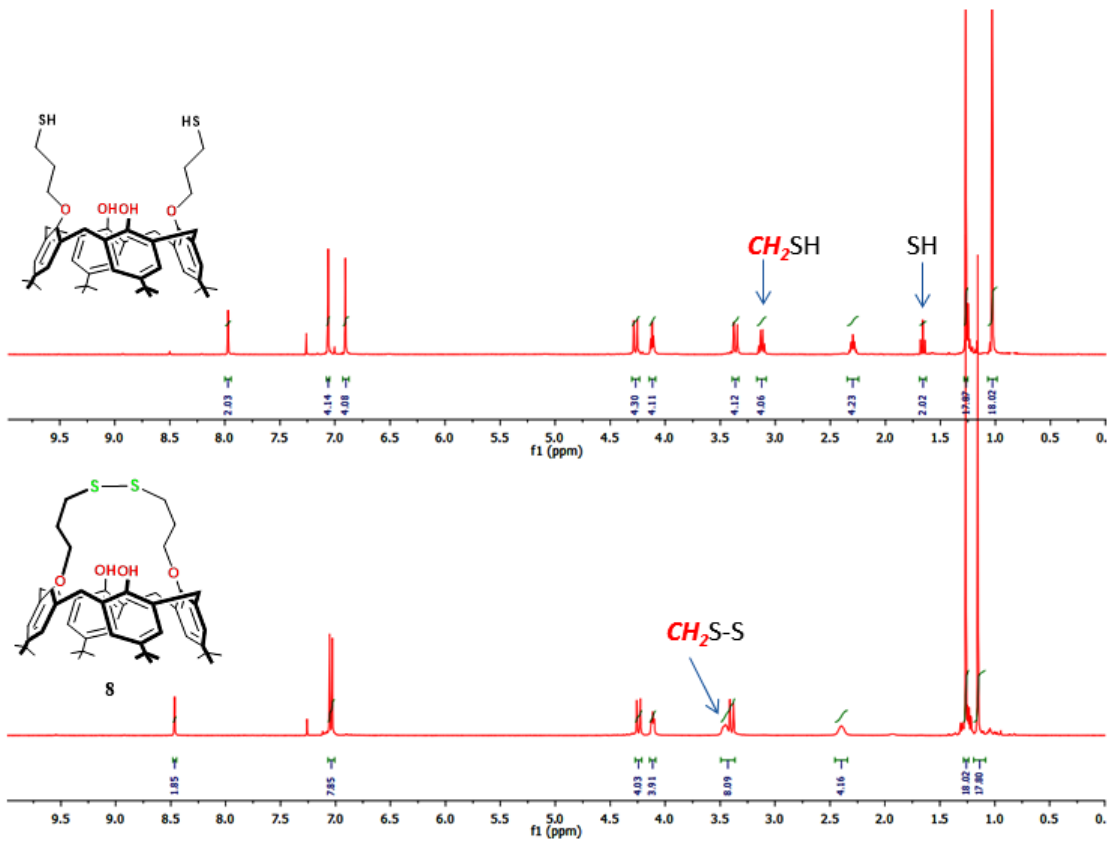 SH HS
CH2SH SH
O OHOH O
2.03 4.14 4.08 4.30 4.11 4.12 4.06 4.23 2.02 17.87 18.02
9.5 9.0 8.5 8.0 7.5 7.0 6.5 6.0 5.5 5.0 4.5 4.0 3.5 3.0 2.5 2.0 1.5 1.0 0.5 0.
f1 (ppm)
S S
O OHOH O
CH2S-S
8
1.85 7.85 4.03 3.91 8.09 4.16 18.02 17.80
9.5 9.0 8.5 8.0 7.5 7.0 6.5 6.0 5.5 5.0 4.5 4.0 3.5 3.0 2.5 2.0 1.5 1.0 0.5 0.
f1 (ppm)